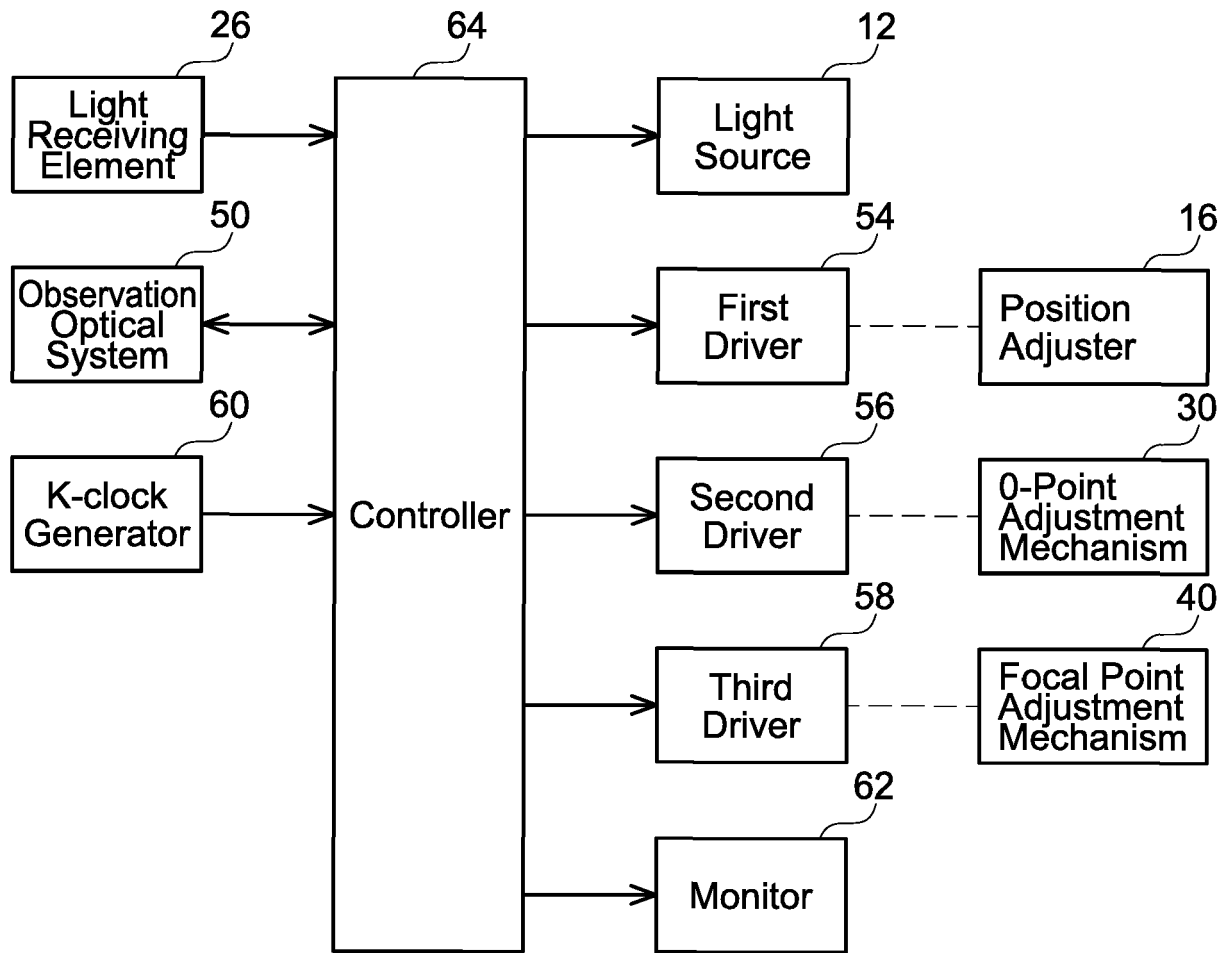 26
64
12
Light
Receiving
Element
Light
Source
50
54
16
Observation
Optical
System
First
Driver
Position
Adjuster
60
56
30
K-clock
Generator
Controller
Second
Driver
0-Point
Adjustment
Mechanism
58
40
Third
Driver
Focal Point
Adjustment
Mechanism
62
Monitor